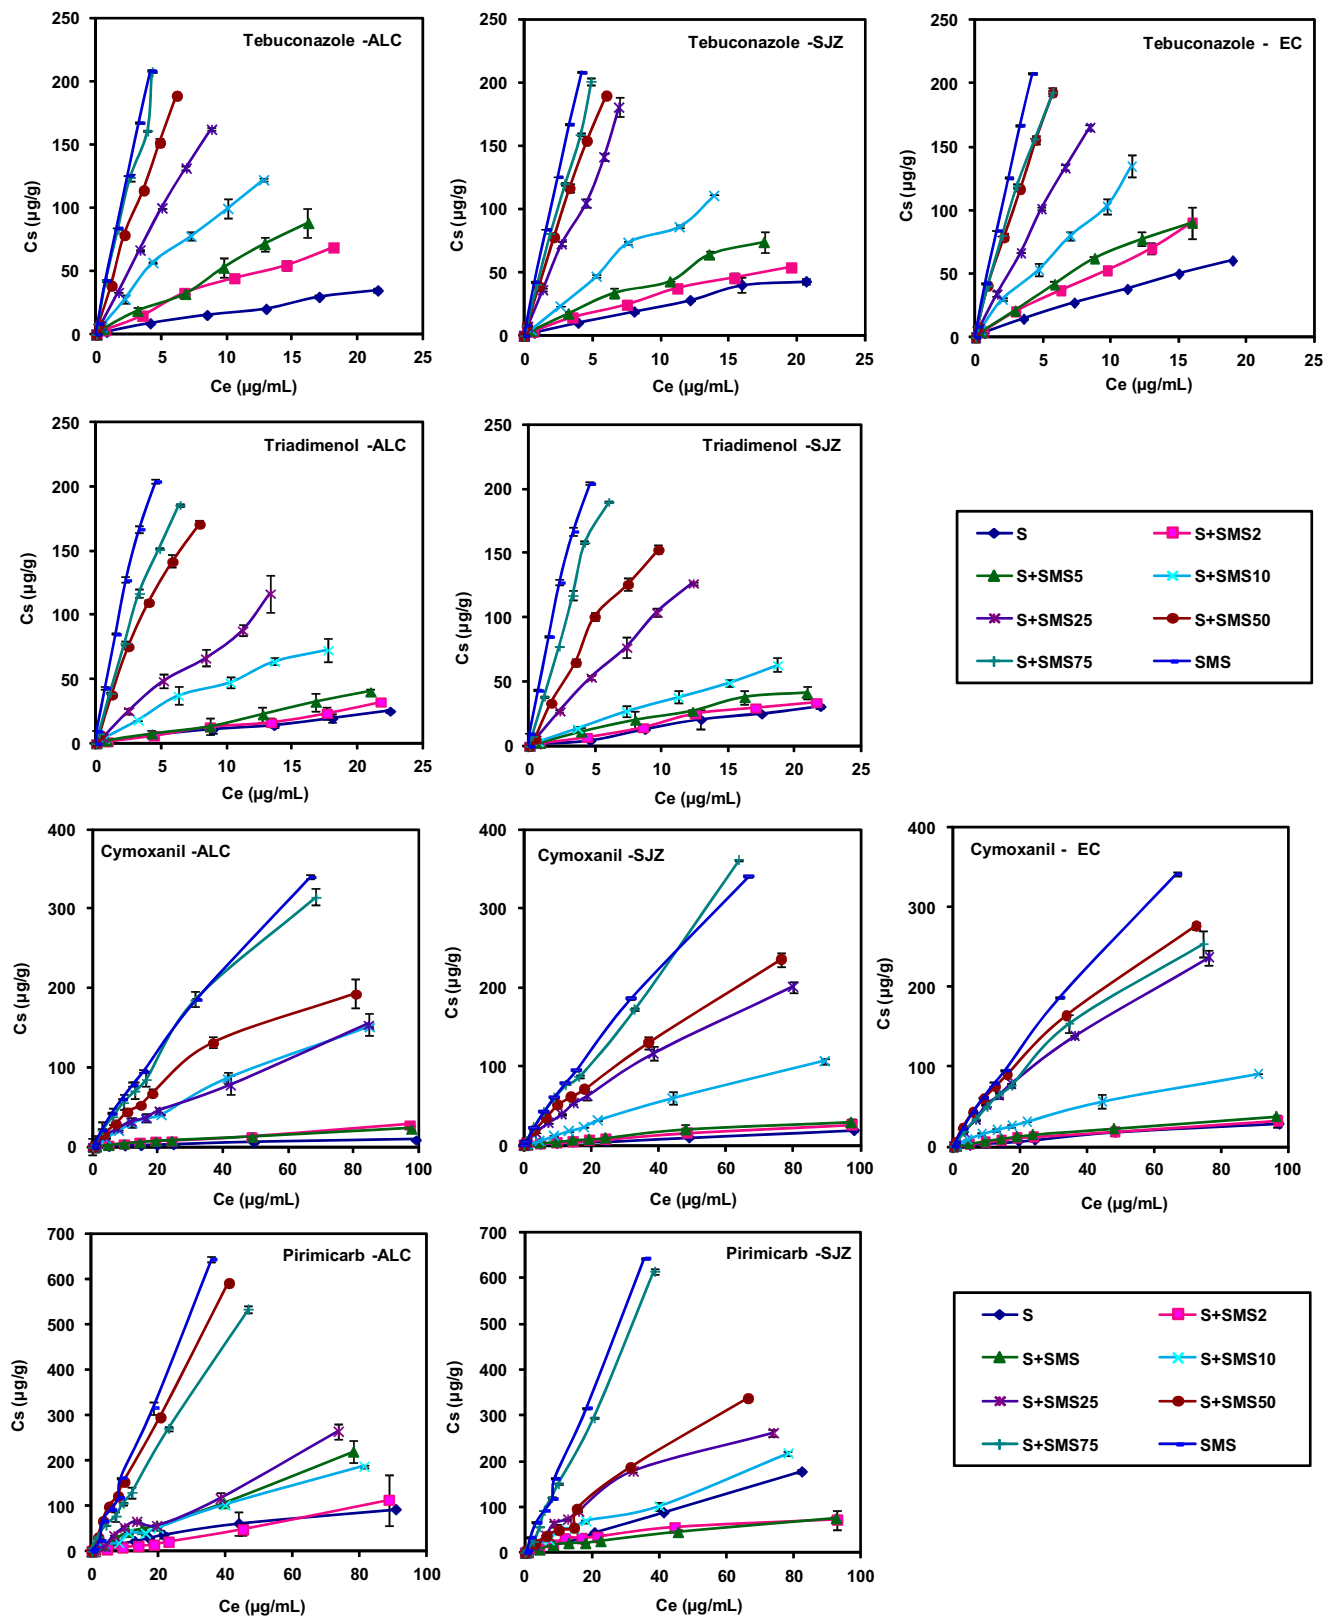 Tebuconazole -ALC
Cs (µg/g)
250
200
150
100
50
0
0 5 10 15 20 25
Ce (µg/mL)
Tebuconazole -SJZ
Cs (µg/g)
250
200
150
100
50
0
0 5 10 15 20 25
Ce (µg/mL)
Tebuconazole - EC
Cs (µg/g)
250
200
150
100
50
0
0 5 10 15 20 25
Ce (µg/mL)
Triadimenol -ALC
Cs (µg/g)
250
200
150
100
50
0
0 5 10 15 20 25
Ce (µg/mL)
Triadimenol -SJZ
Cs (µg/g)
250
200
150
100
50
0
0 5 10 15 20 25
Ce (µg/mL)
S S+SMS2
S+SMS5 S+SMS10
S+SMS25 S+SMS50
S+SMS75 SMS
Cymoxanil -ALC
Cs (µg/g)
400
300
200
100
0
0 20 40 60 80 100
Ce (µg/mL)
Cymoxanil -SJZ
Cs (µg/g)
400
300
200
100
0
0 20 40 60 80 100
Ce (µg/mL)
Cymoxanil - EC
Cs (µg/g)
400
300
200
100
0
0 20 40 60 80 100
Ce (µg/mL)
Pirimicarb -ALC
Cs (µg/g)
700
600
500
400
300
200
100
0
0 20 40 60 80 100
Ce (µg/mL)
Pirimicarb -SJZ
Cs (µg/g)
700
600
500
400
300
200
100
0
0 20 40 60 80 100
Ce (µg/mL)
S S+SMS2
S+SMS S+SMS10
S+SMS25 S+SMS50
S+SMS75 SMS